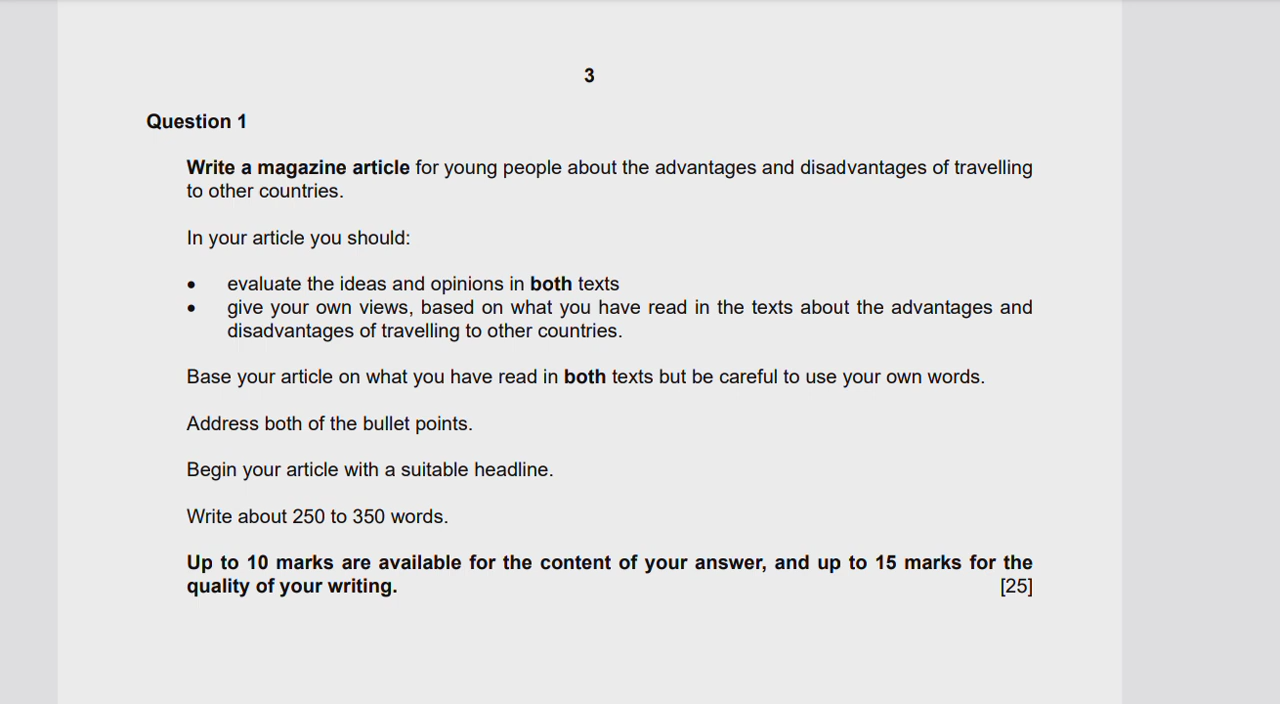 3
Question 1
Write a magazine article for young people about the advantages and disadvantages of travelling
to other countries.
In your article you should:
• evaluate the ideas and opinions in both texts
• give your own views, based on what you have read in the texts about the advantages and
disadvantages of travelling to other countries.
Base your article on what you have read in both texts but be careful to use your own words.
Address both of the bullet points.
Begin your article with a suitable headline.
Write about 250 to 350 words.
Up to 10 marks are available for the content of your answer, and up to 15 marks for the
quality of your writing. [25]